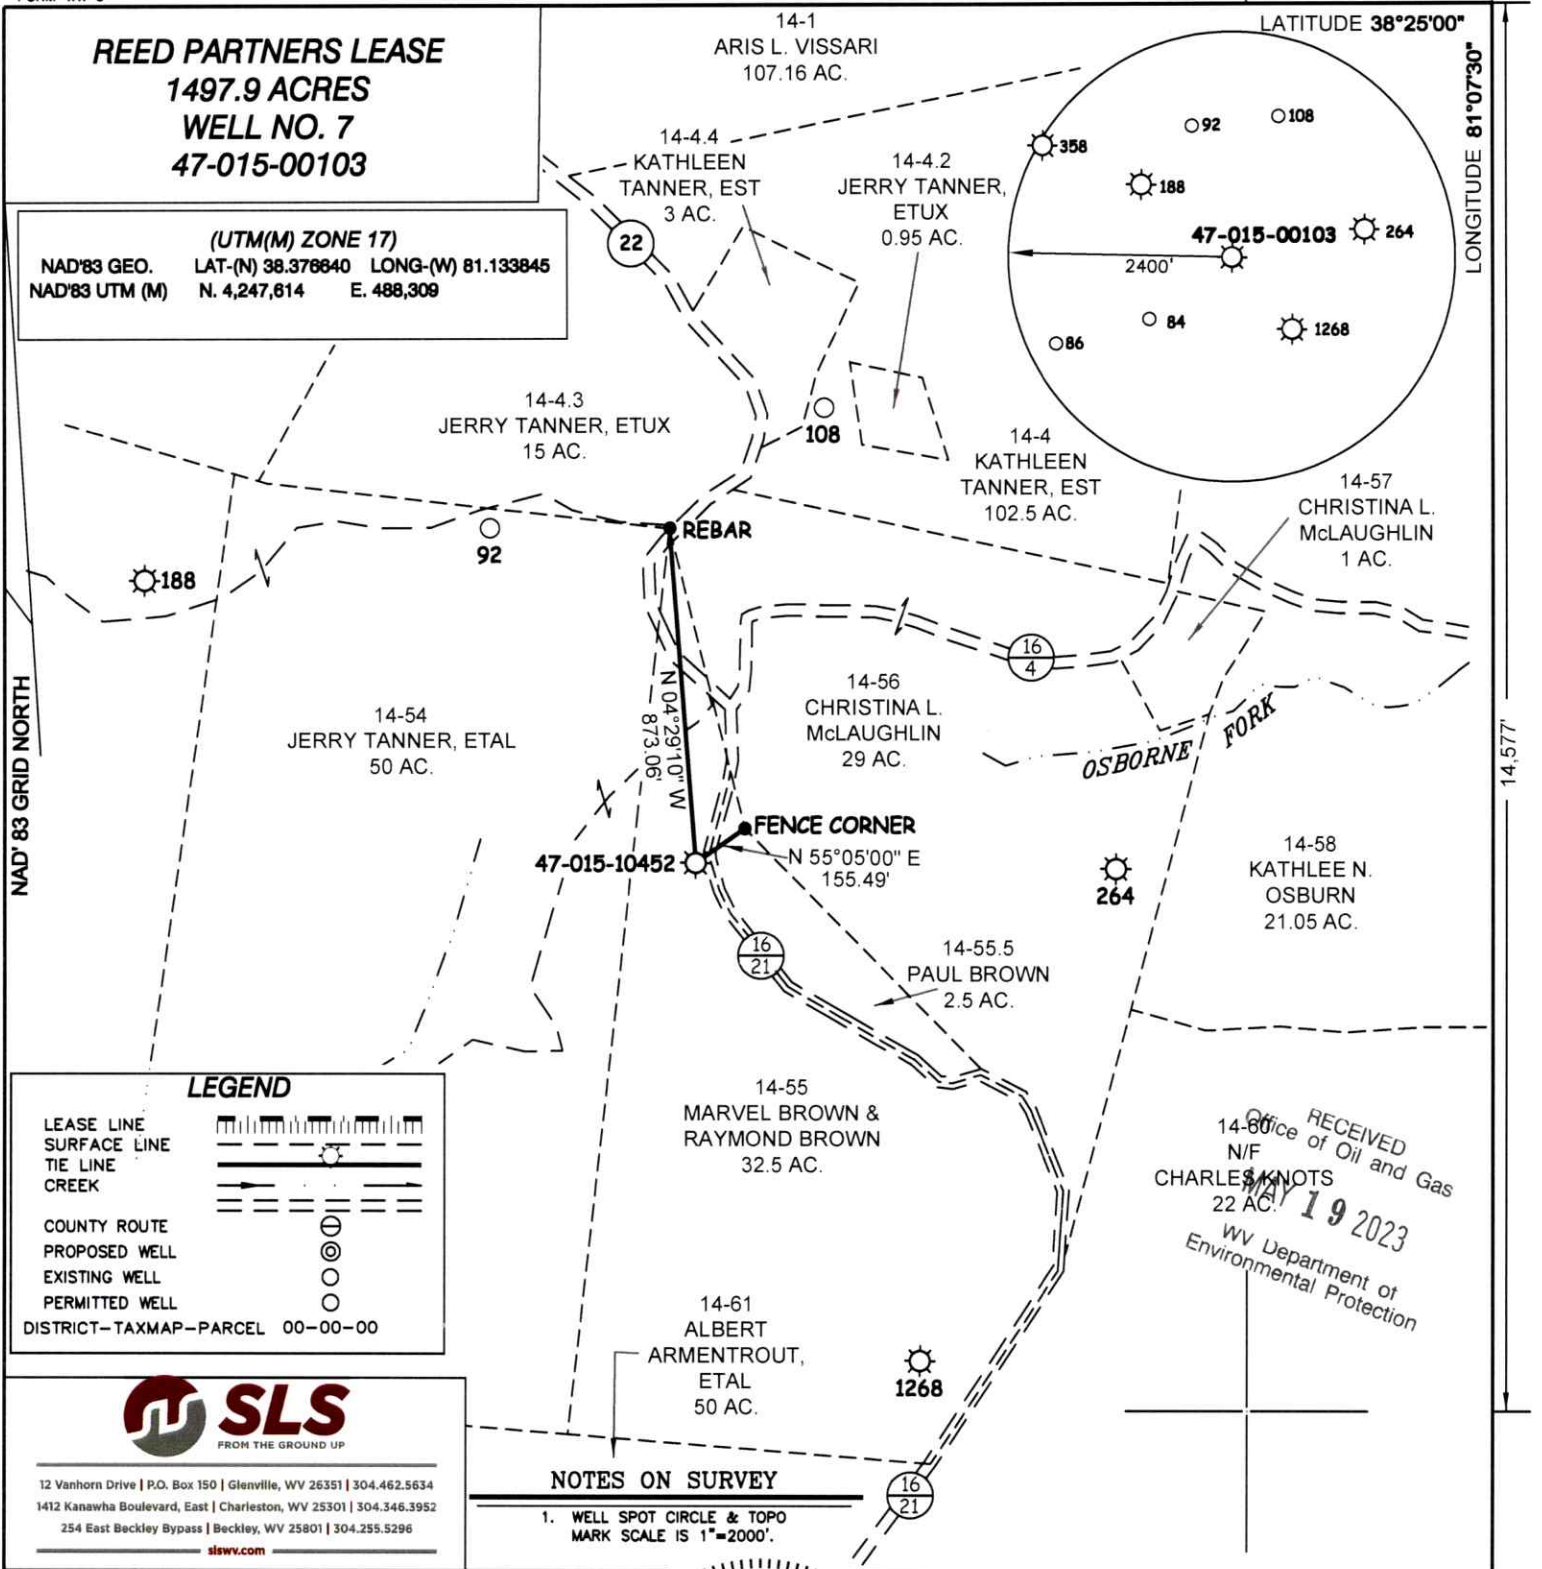 REED PARTNERS LEASE
1497.9 ACRES
WELL NO. 7
47-015-00103
(UTM(M) ZONE 17)
NAD'83 GEO. LAT-(N) 38.376640 LONG-(W) 81.133845
NAD'83 UTM (M) N. 4,247,614 E. 488,309
14-1
ARIS L. VISSARI
107.16 AC.
LATITUDE 38°25'00"
LONGITUDE 81°07'30"
92
108
358
188
47-015-00103
264
2400'
84
86
1268
14-4.4
KATHLEEN
TANNER, EST
3 AC.
14-4.2
JERRY TANNER,
ETUX
0.95 AC.
22
14-4.3
JERRY TANNER, ETUX
15 AC.
108
14-4
KATHLEEN
TANNER, EST
102.5 AC.
14-57
CHRISTINA L.
McLAUGHLIN
1 AC.
REBAR
92
188
16
4
NAD' 83 GRID NORTH
14-54
JERRY TANNER, ETAL
50 AC.
N 04°29'10" W
873.06'
14-56
CHRISTINA L.
McLAUGHLIN
29 AC.
OSBORNE FORK
14,577'
FENCE CORNER
47-015-10452
N 55°05'00" E
155.49'
264
14-58
KATHLEE N.
OSBURN
21.05 AC.
16
21
14-55.5
PAUL BROWN
2.5 AC.
LEGEND
LEASE LINE
SURFACE LINE
TIE LINE
CREEK
COUNTY ROUTE
PROPOSED WELL
EXISTING WELL
PERMITTED WELL
DISTRICT-TAXMAP-PARCEL 00-00-00
14-55
MARVEL BROWN &
RAYMOND BROWN
32.5 AC.
14-60
N/F
CHARLES KNOTS
22 AC.
RECEIVED
Office of Oil and Gas
MAY 19 2023
WV Department of
Environmental Protection
14-61
ALBERT
ARMENTROUT,
ETAL
50 AC.
1268
SLS
FROM THE GROUND UP
12 Vanhorn Drive | P.O. Box 150 | Glenville, WV 26351 | 304.462.5634
1412 Kanawha Boulevard, East | Charleston, WV 25301 | 304.346.3952
254 East Beckley Bypass | Beckley, WV 25801 | 304.255.5296
slswv.com
NOTES ON SURVEY
1. WELL SPOT CIRCLE & TOPO
MARK SCALE IS 1"=2000'.
16
21